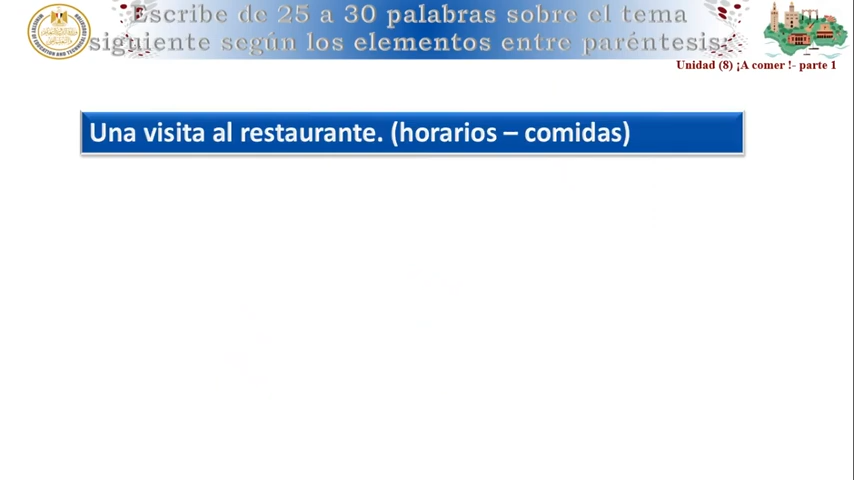 Escribe de 25 a 30 palabras sobre el tema
siguiente según los elementos entre paréntesis:
Unidad (8) ¡A comer !- parte 1
Una visita al restaurante. (horarios – comidas)